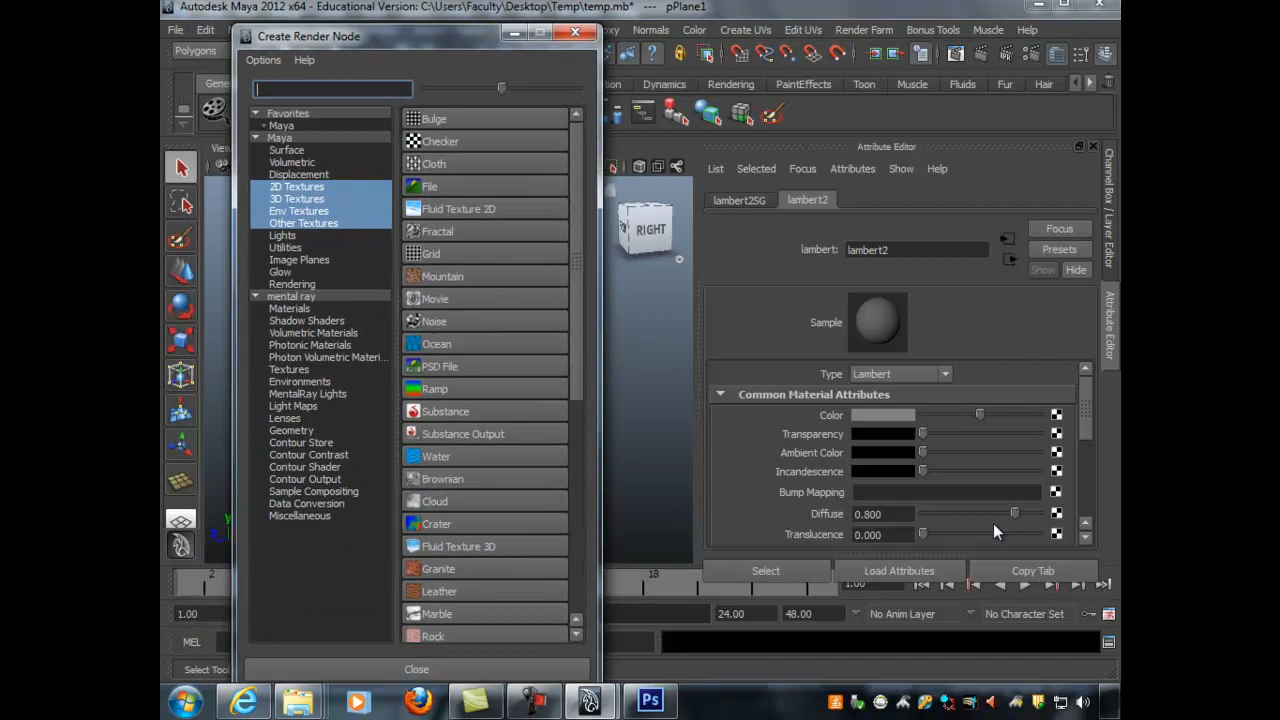 Autodesk Maya 2012 x64 - Educational Version: C:\Users\Faculty\Desktop\Temp\temp.mb*   ---   pPlane1
File Edit
Normals Color Create UVs Edit UVs Render Farm Bonus Tools Muscle Help
Create Render Node
Options Help
Polygons
Dynamics Rendering PaintEffects Toon Muscle Fluids Fur Hair
Favorites
Maya
Maya
Surface
Volumetric
Displacement
2D Textures
3D Textures
Env Textures
Other Textures
Lights
Utilities
Image Planes
Glow
Rendering
mental ray
Materials
Shadow Shaders
Volumetric Materials
Photonic Materials
Photon Volumetric Materi...
Textures
Environments
MentalRay Lights
Light Maps
Lenses
Geometry
Contour Store
Contour Contrast
Contour Shader
Contour Output
Sample Compositing
Data Conversion
Miscellaneous
Bulge
Checker
Cloth
File
Fluid Texture 2D
Fractal
Grid
Mountain
Movie
Noise
Ocean
PSD File
Ramp
Substance
Substance Output
Water
Brownian
Cloud
Crater
Fluid Texture 3D
Granite
Leather
Marble
Rock
Close
RIGHT
Attribute Editor
List Selected Focus Attributes Show Help
lambert2SG lambert2
Focus
lambert: lambert2
Presets
Show Hide
Sample
Type Lambert
Common Material Attributes
Color
Transparency
Ambient Color
Incandescence
Bump Mapping
Diffuse 0.800
Translucence 0.000
Select Load Attributes Copy Tab
Channel Box / Layer Editor
Attribute Editor
2 18 1.00
1.00 24.00 48.00 No Anim Layer No Character Set
MEL
Select Tool
Ps